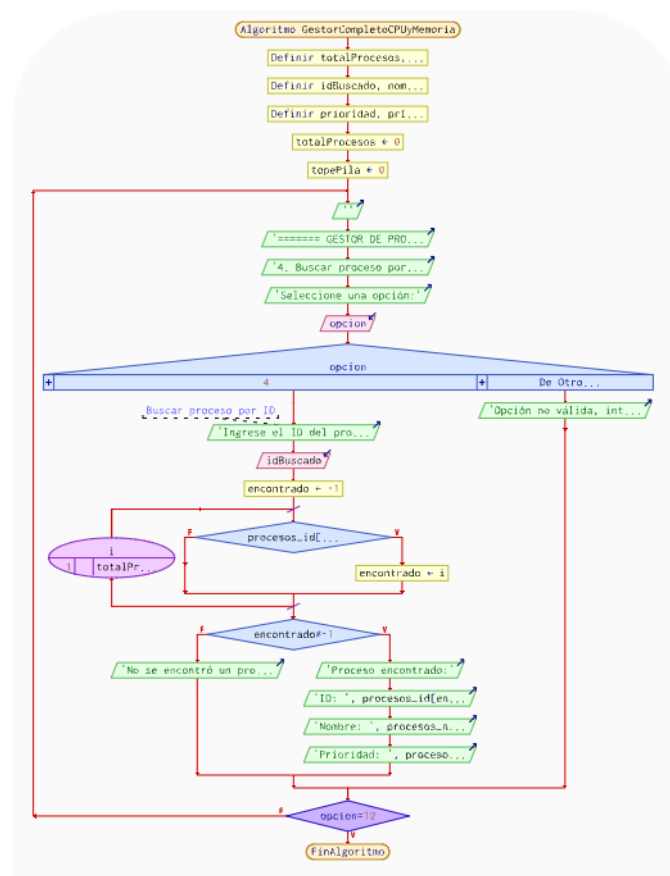 Algoritmo GestorCompletoCPUyMemoria
Definir totalProcesos,...
Definir idBuscado, nom...
Definir prioridad, pri...
totalProcesos ← 0
topePila ← 0
''
'======= GESTOR DE PRO...
'4. Buscar proceso por...
'Seleccione una opción:'
opcion
opcion
+ 4 + De Otro...
Buscar proceso por ID
'Opción no válida, int...
'Ingrese el ID del pro...
idBuscado
encontrado ← -1
F procesos_id[... V
i
1 totalPr...
encontrado ← i
F encontrado≠-1 V
'No se encontró un pro...
'Proceso encontrado:'
'ID: ', procesos_id[en...
'Nombre: ', procesos_n...
'Prioridad: ', proceso...
F opcion=12
V
FinAlgoritmo